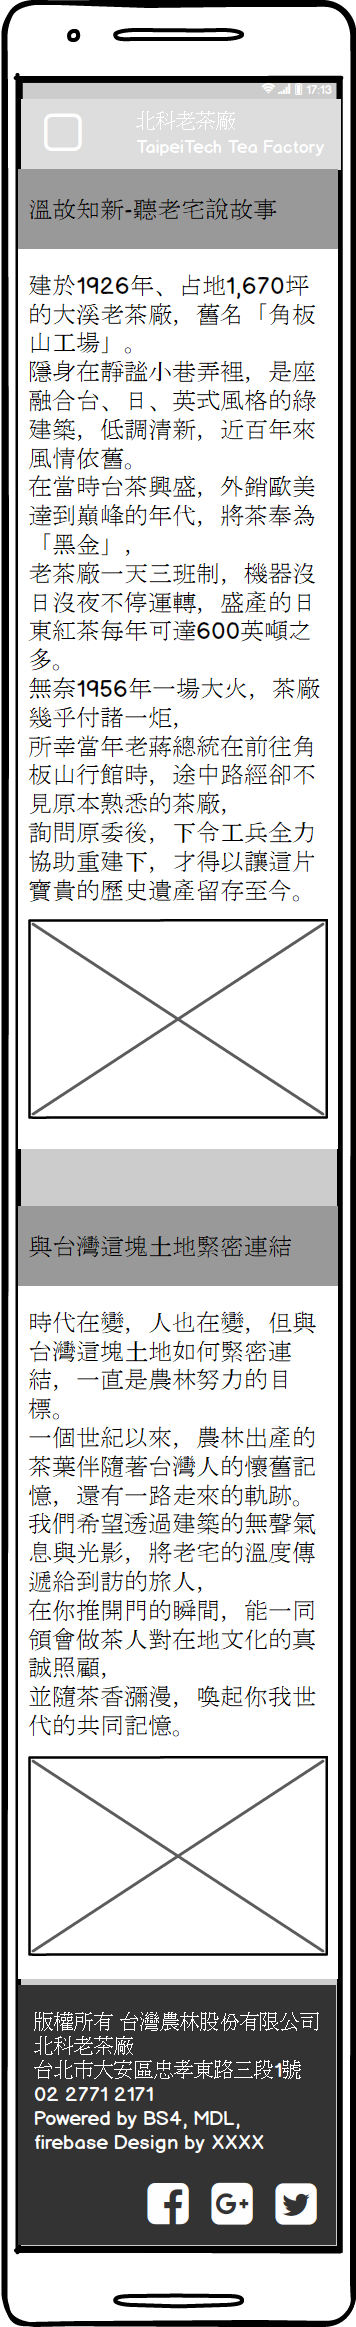 17:13
北科老茶廠
TaipeiTech Tea Factory
溫故知新-聽老宅說故事
建於1926年、占地1,670坪
的大溪老茶廠，舊名「角板
山工場」。
隱身在靜謐小巷弄裡，是座
融合台、日、英式風格的綠
建築，低調清新，近百年來
風情依舊。
在當時台茶興盛，外銷歐美
達到巔峰的年代，將茶奉為
「黑金」，
老茶廠一天三班制，機器沒
日沒夜不停運轉，盛產的日
東紅茶每年可達600英噸之
多。
無奈1956年一場大火，茶廠
幾乎付諸一炬，
所幸當年老蔣總統在前往角
板山行館時，途中路經卻不
見原本熟悉的茶廠，
詢問原委後，下令工兵全力
協助重建下，才得以讓這片
寶貴的歷史遺產留存至今。
與台灣這塊土地緊密連結
時代在變，人也在變，但與
台灣這塊土地如何緊密連
結，一直是農林努力的目
標。
一個世紀以來，農林出產的
茶葉伴隨著台灣人的懷舊記
憶，還有一路走來的軌跡。
我們希望透過建築的無聲氣
息與光影，將老宅的溫度傳
遞給到訪的旅人，
在你推開門的瞬間，能一同
領會做茶人對在地文化的真
誠照顧，
並隨茶香瀰漫，喚起你我世
代的共同記憶。
版權所有 台灣農林股份有限公司
北科老茶廠
台北市大安區忠孝東路三段1號
02 2771 2171
Powered by BS4, MDL,
firebase Design by XXXX